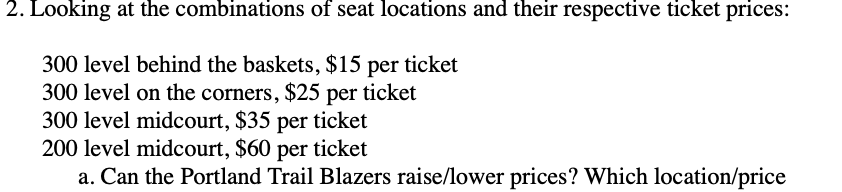 2. Looking at the combinations of seat locations and their respective ticket prices:
300 level behind the baskets, $15 per ticket
300 level on the corners, $25 per ticket
300 level midcourt, $35 per ticket
200 level midcourt, $60 per ticket
a. Can the Portland Trail Blazers raise/lower prices? Which location/price